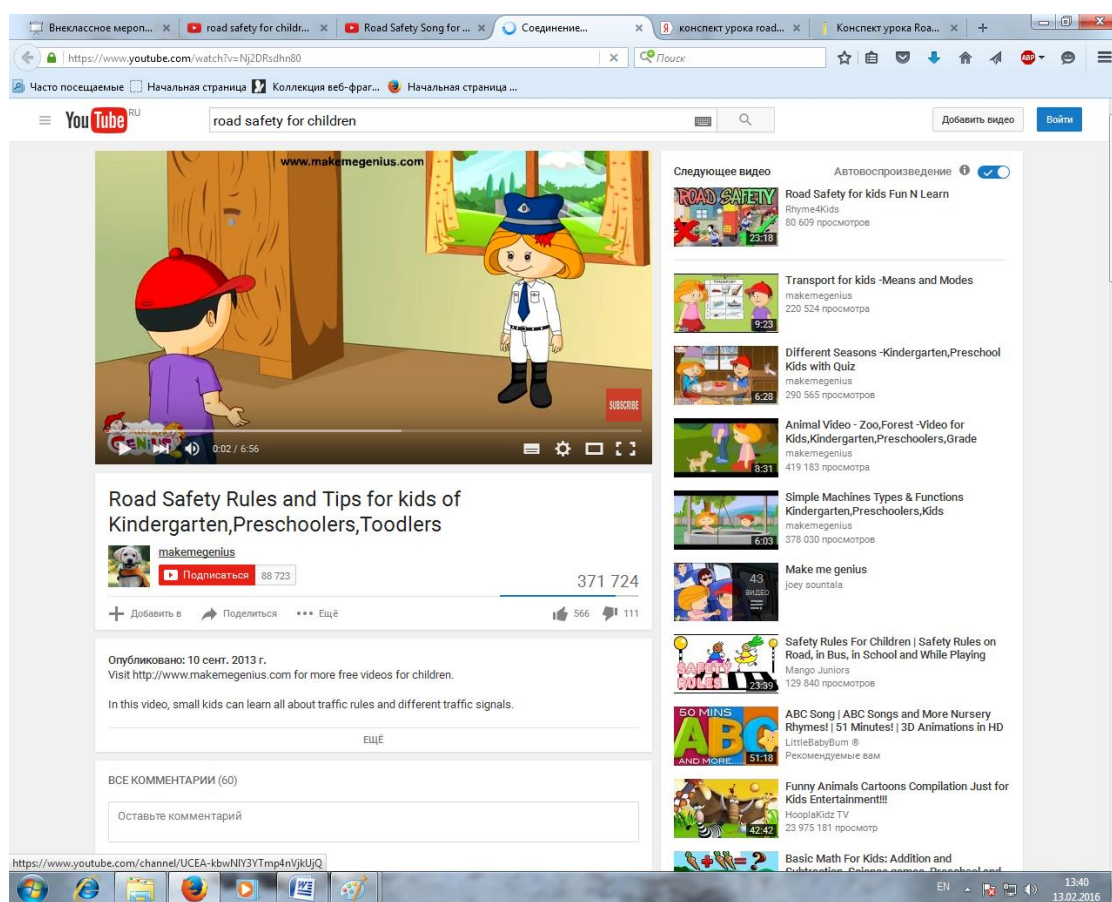 Внеклассное мероп...
road safety for childr...
Road Safety Song for ...
Соединение...
конспект урока road...
Конспект урока Roa...
https://www.youtube.com/watch?v=Nj2DRsdhn80
Поиск
ABP
Часто посещаемые
Начальная страница
Коллекция веб-фраг...
Начальная страница ...
YouTube RU
road safety for children
Добавить видео
Войти
www.makemegenius.com
SUBSCRIBE
GENIUS
0:02 / 6:56
Road Safety Rules and Tips for kids of
Kindergarten,Preschoolers,Toodlers
makemegenius
Подписаться 88 723
371 724
Добавить в
Поделиться
Ещё
566
111
Опубликовано: 10 сент. 2013 г.
Visit http://www.makemegenius.com for more free videos for children.
In this video, small kids can learn all about traffic rules and different traffic signals.
ЕЩЁ
ВСЕ КОММЕНТАРИИ (60)
Оставьте комментарий
Следующее видео
Автовоспроизведение
ROAD SAFETY
23:18
Road Safety for kids Fun N Learn
Rhyme4Kids
80 609 просмотров
9:23
Transport for kids -Means and Modes
makemegenius
220 524 просмотра
6:28
Different Seasons -Kindergarten,Preschool
Kids with Quiz
makemegenius
290 565 просмотров
8:31
Animal Video - Zoo,Forest -Video for
Kids,Kindergarten,Preschoolers,Grade
makemegenius
419 183 просмотра
6:03
Simple Machines Types & Functions
Kindergarten,Preschoolers,Kids
makemegenius
378 030 просмотров
43
ВИДЕО
Make me genius
joey sountala
SAFETY
RULES
23:39
Safety Rules For Children | Safety Rules on
Road, in Bus, in School and While Playing
Mango Juniors
129 840 просмотров
50 MINS
ABC
AND MORE....
51:18
ABC Song | ABC Songs and More Nursery
Rhymes! | 51 Minutes! | 3D Animations in HD
LittleBabyBum ®
Рекомендуемые вам
42:42
Funny Animals Cartoons Compilation Just for
Kids Entertainment!!!
HooplaKidz TV
23 975 181 просмотр
Basic Math For Kids: Addition and
Subtraction, Science games, Preschool and
https://www.youtube.com/channel/UCEA-kbwNIY3YTmp4nVjkUjQ
EN
13:40
13.02.2016